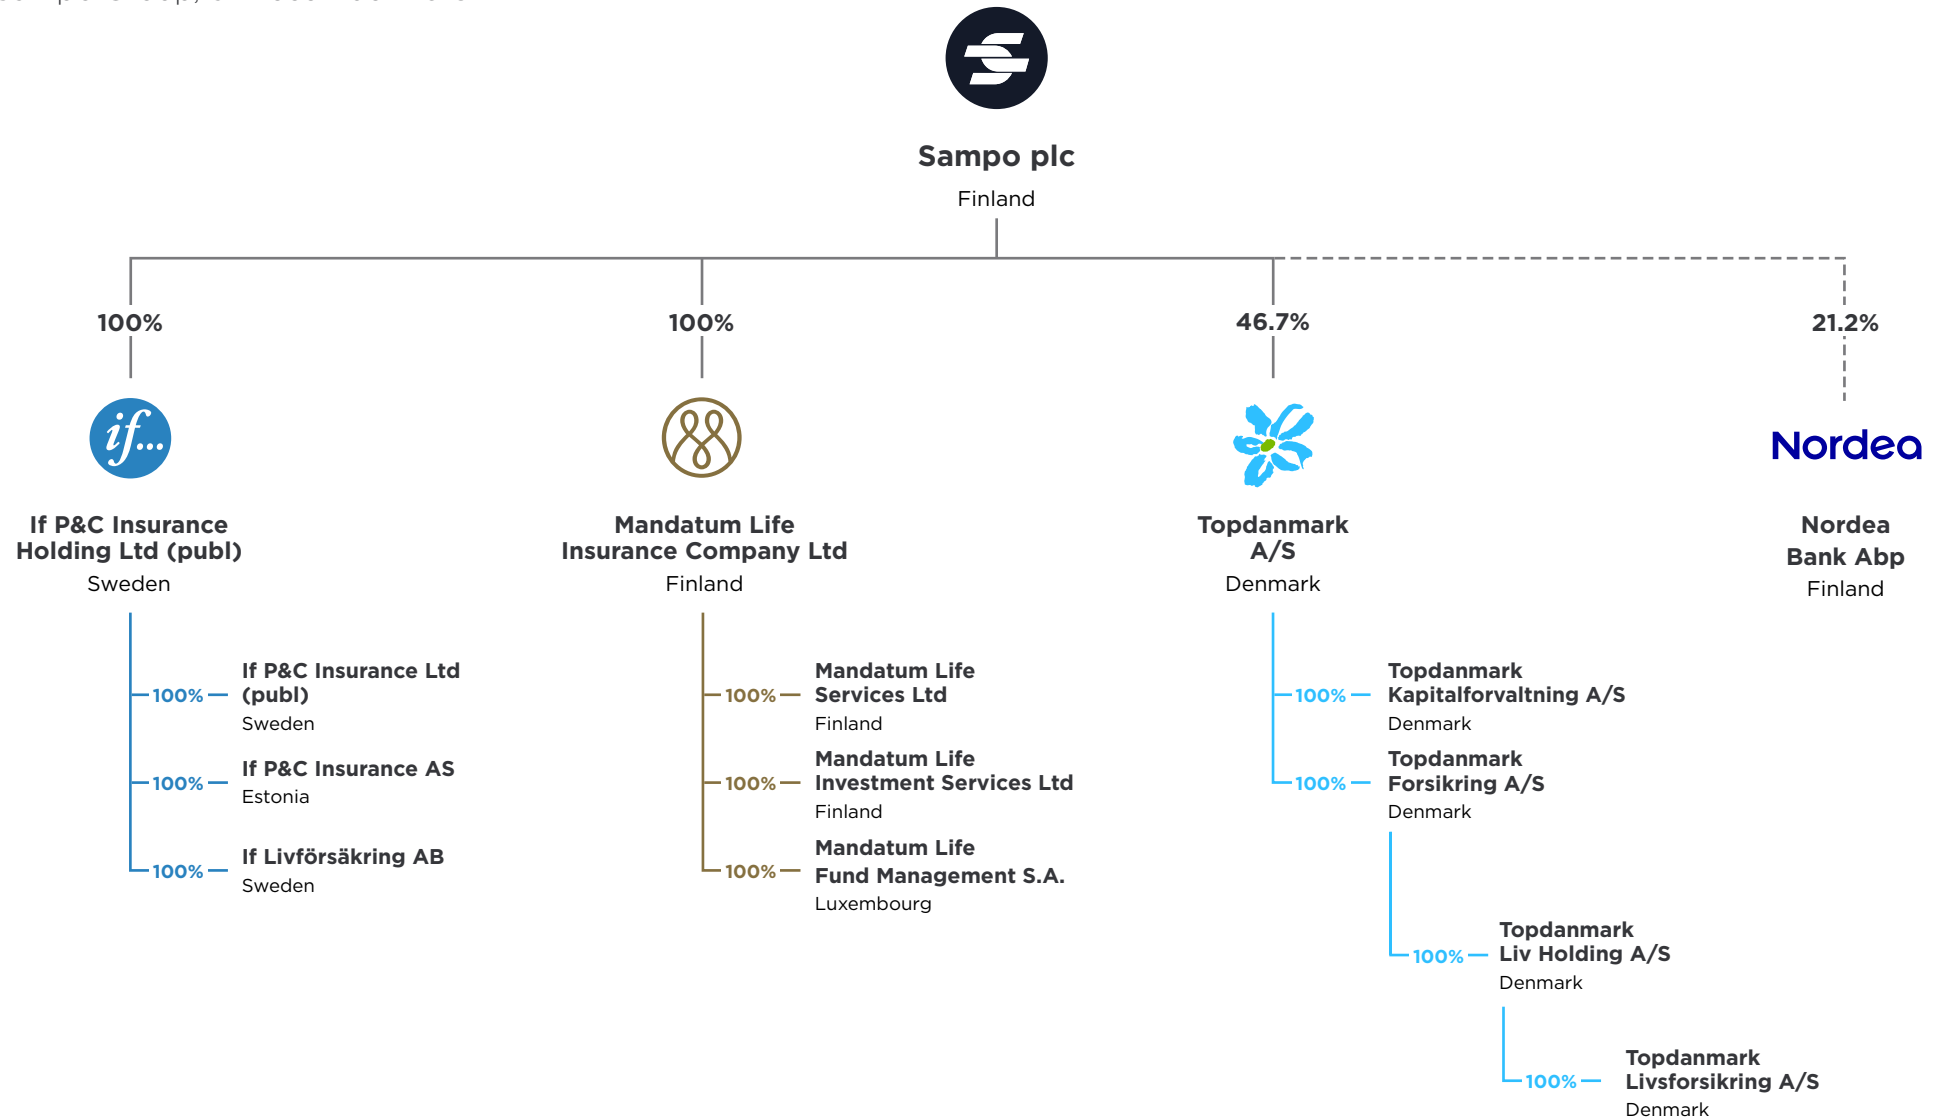 Sampo plc
Finland
100%
100%
46.7%
21.2%
if...
Nordea
If P&C Insurance
Holding Ltd (publ)
Sweden
Mandatum Life
Insurance Company Ltd
Finland
Topdanmark
A/S
Denmark
Nordea
Bank Abp
Finland
100%
If P&C Insurance Ltd
(publ)
Sweden
100%
If P&C Insurance AS
Estonia
100%
If Livförsäkring AB
Sweden
100%
Mandatum Life
Services Ltd
Finland
100%
Mandatum Life
Investment Services Ltd
Finland
100%
Mandatum Life
Fund Management S.A.
Luxembourg
100%
Topdanmark
Kapitalforvaltning A/S
Denmark
100%
Topdanmark
Forsikring A/S
Denmark
100%
Topdanmark
Liv Holding A/S
Denmark
100%
Topdanmark
Livsforsikring A/S
Denmark